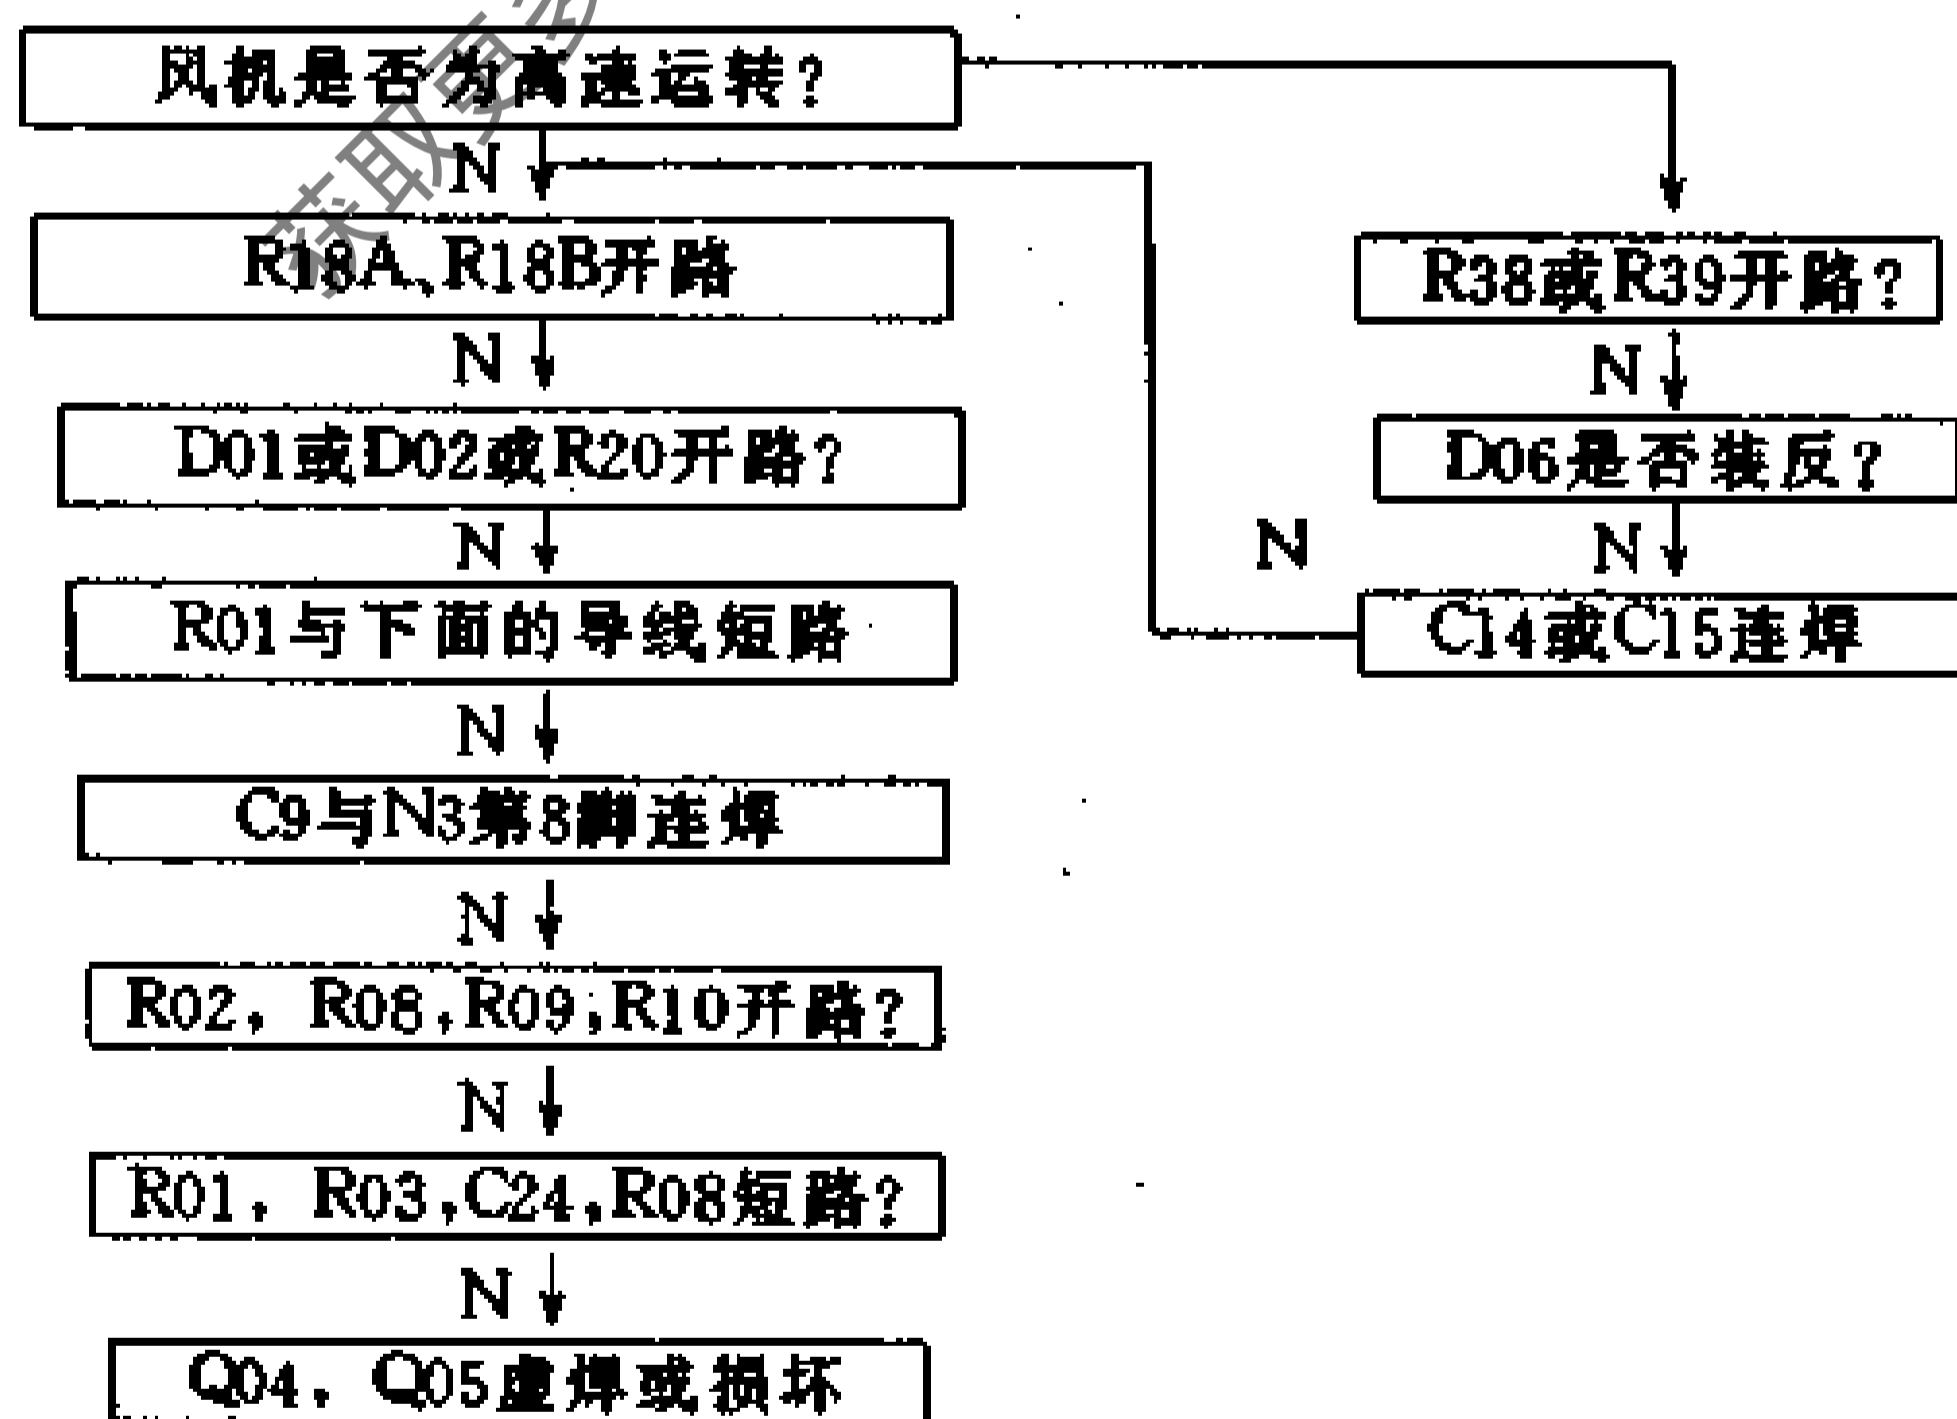 获取更多
风机是否为高速运转?
N
R18A、R18B开路
N
D01或D02或R20开路?
N
R01与下面的导线短路
N
C9与N3第8脚连焊
N
R02, R08,R09,R10开路?
N
R01, R03,C24,R08短路?
N
Q04, Q05虚焊或损坏
R38或R39开路?
N
D06是否装反?
N
N
C14或C15连焊